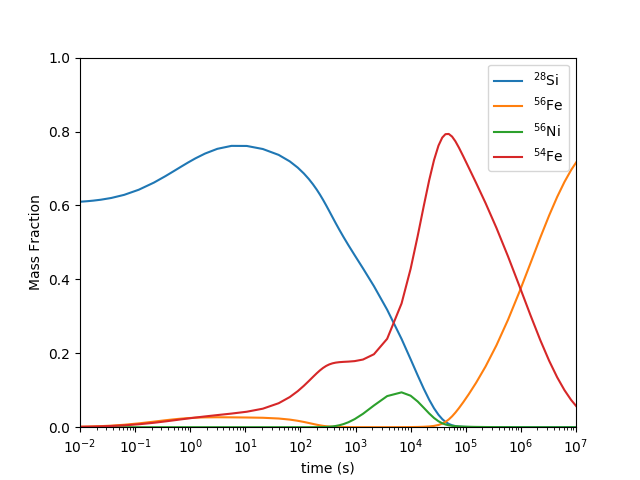 1.0
0.8
0.6
0.4
0.2
0.0
Mass Fraction
10⁻² 10⁻¹ 10⁰ 10¹ 10² 10³ 10⁴ 10⁵ 10⁶ 10⁷
time (s)
²⁸Si
⁵⁶Fe
⁵⁶Ni
⁵⁴Fe